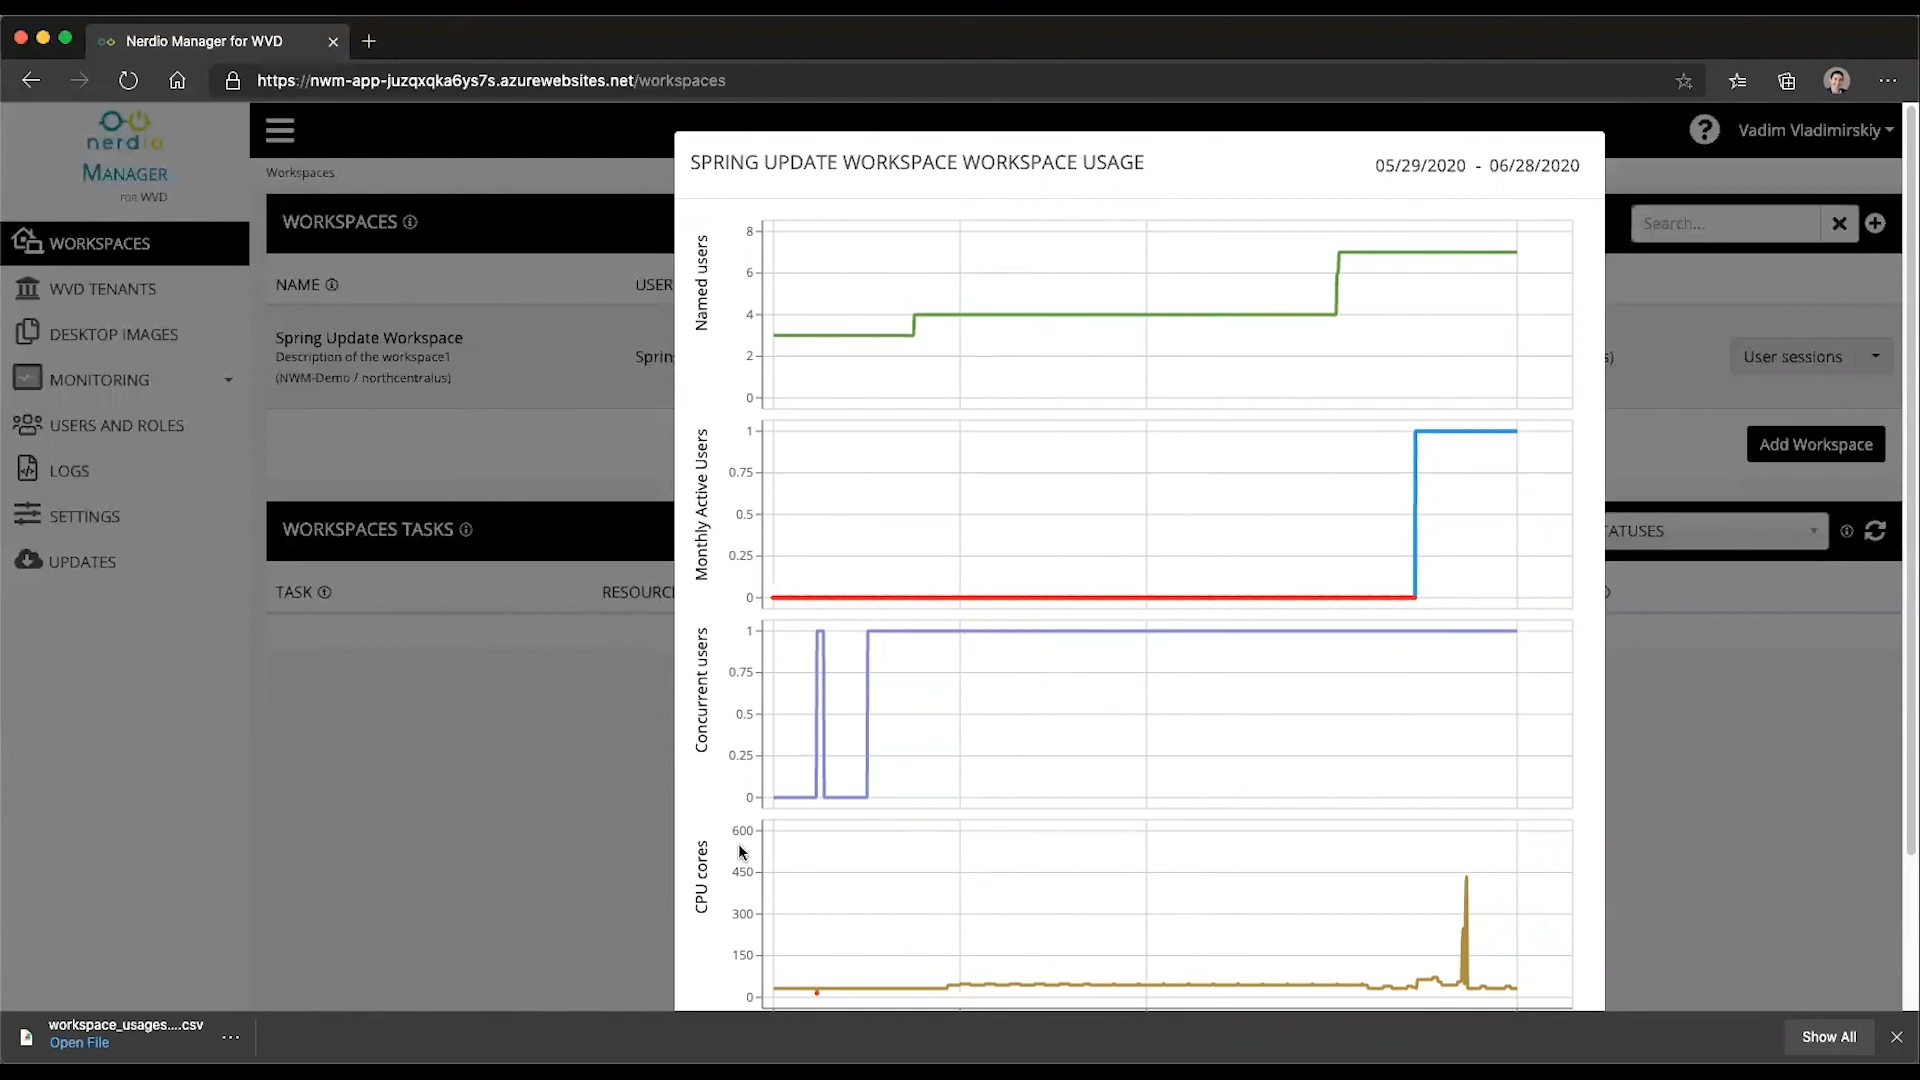 Nerdio Manager for WVD
https://nwm-app-juzqxqka6ys7s.azurewebsites.net/workspaces
nerdio
MANAGER
FOR WVD
Vadim Vladimirskiy
WORKSPACES
WVD TENANTS
DESKTOP IMAGES
MONITORING
USERS AND ROLES
LOGS
SETTINGS
UPDATES
Workspaces
WORKSPACES
Search...
NAME
USER
Spring Update Workspace
Description of the workspace1
(NWM-Demo / northcentralus)
Sprin
s)
User sessions
Add Workspace
WORKSPACES TASKS
TATUSES
TASK
RESOURC
SPRING UPDATE WORKSPACE WORKSPACE USAGE
05/29/2020 - 06/28/2020
Named users
8
6
4
2
0
Monthly Active Users
1
0.75
0.5
0.25
0
Concurrent users
1
0.75
0.5
0.25
0
CPU cores
600
450
300
150
0
workspace_usages....csv
Open File
Show All